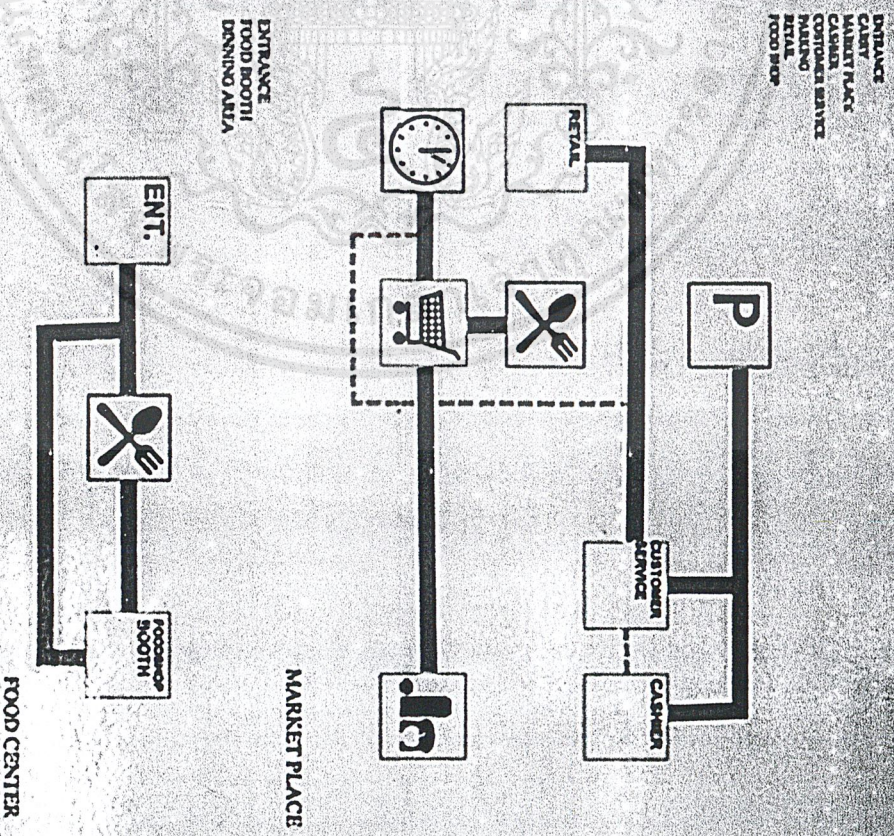 ENTRANCE
MARKET PLACE
CASHIER
CUSTOMER SERVICE
PARKING
RETAIL
FOOD SHOP
P
CUSTOMER
SERVICE
CASHIER
RETAIL
MARKET PLACE
ENTRANCE
FOOD BOOTH
DINNING AREA
ENT.
FOODSHOP
BOOTH
FOOD CENTER